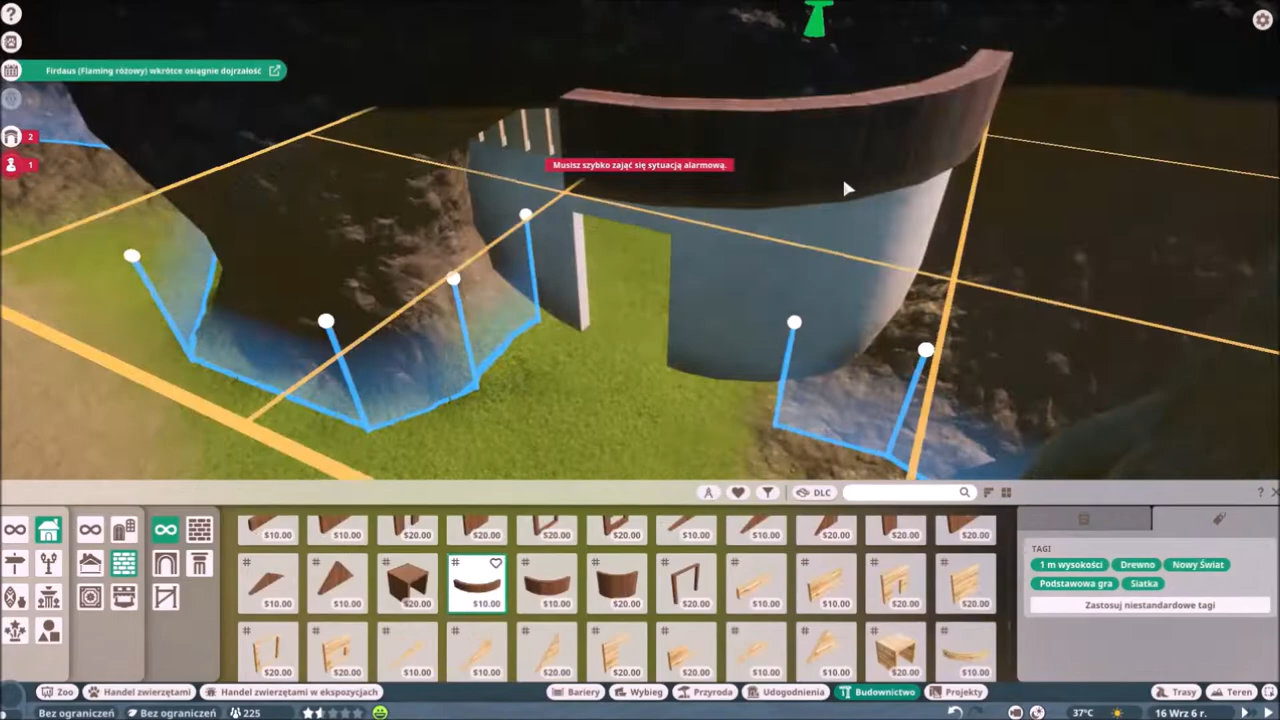 ?
Firdaus (Flaming różowy) wkrótce osiągnie dojrzałość
2
1
Musisz szybko zająć się sytuacją alarmową.
DLC
?
$10.00 $10.00 $20.00 $20.00 $20.00 $20.00 $10.00 $10.00 $20.00 $20.00 $20.00
# # # # # # # # # # #
$10.00 $10.00 $20.00 $10.00 $10.00 $20.00 $20.00 $10.00 $10.00 $20.00 $20.00
# # # # # # # # # # #
$20.00 $20.00 $10.00 $10.00 $20.00 $20.00 $20.00 $10.00 $10.00 $20.00 $10.00
TAGI
1 m wysokości Drewno Nowy Świat
Podstawowa gra Siatka
Zastosuj niestandardowe tagi
Zoo Handel zwierzętami Handel zwierzętami w ekspozycjach Bariery Wybieg Przyroda Udogodnienia Budownictwo Projekty Trasy Teren
Bez ograniczeń Bez ograniczeń 225 37°C 16 Wrz 6 r.